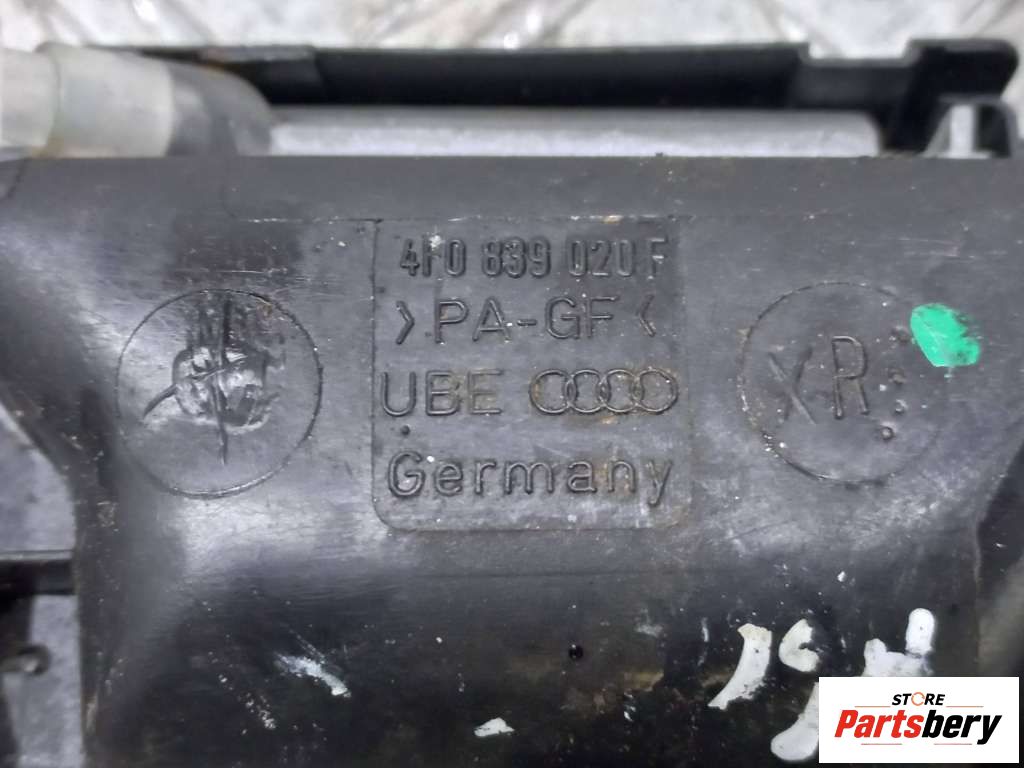 4F0 839 020 F
>PA-GF<
UBE
Germany
XR
STORE
Partsbery